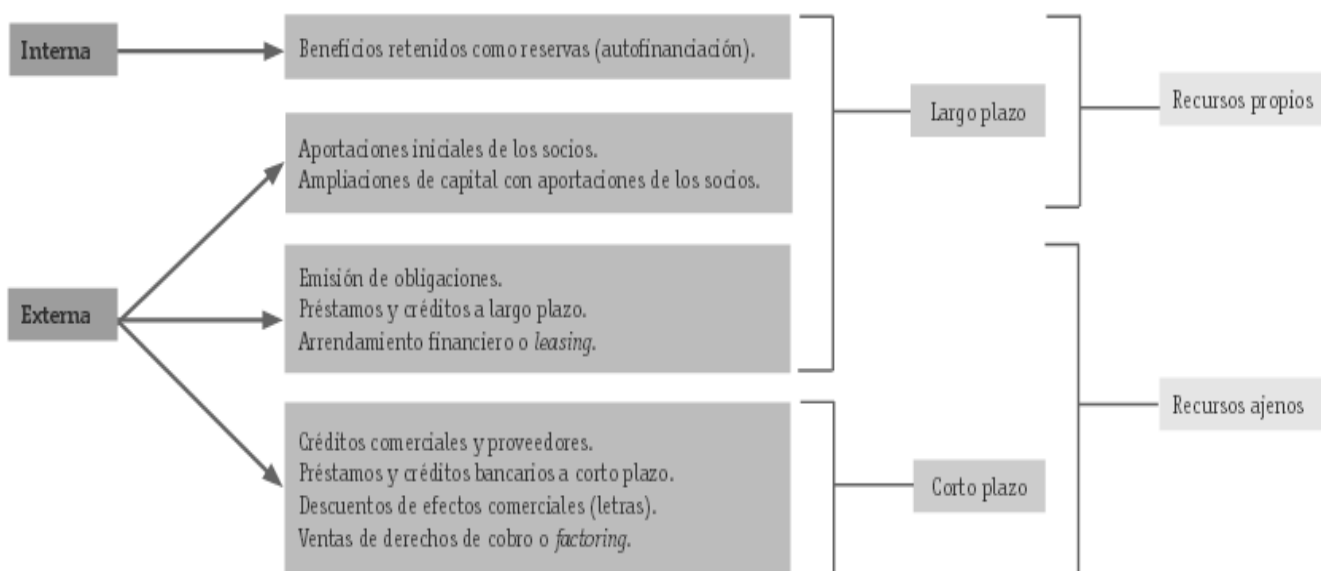 Interna
Beneficios retenidos como reservas (autofinanciación).
Aportaciones iniciales de los socios.
Ampliaciones de capital con aportaciones de los socios.
Externa
Emisión de obligaciones.
Préstamos y créditos a largo plazo.
Arrendamiento financiero o leasing.
Créditos comerciales y proveedores.
Préstamos y créditos bancarios a corto plazo.
Descuentos de efectos comerciales (letras).
Ventas de derechos de cobro o factoring.
Largo plazo
Corto plazo
Recursos propios
Recursos ajenos